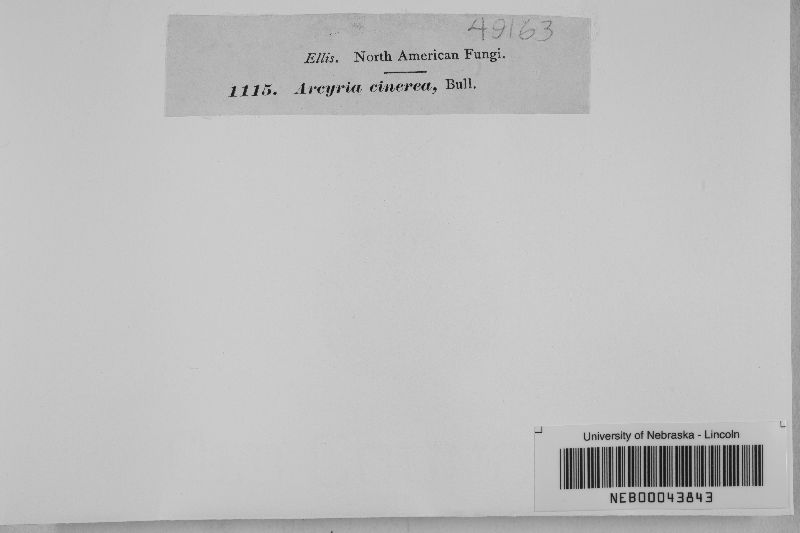 49163
Ellis. North American Fungi.
1115. Arcyria cinerea, Bull.
University of Nebraska - Lincoln
NEB00043843